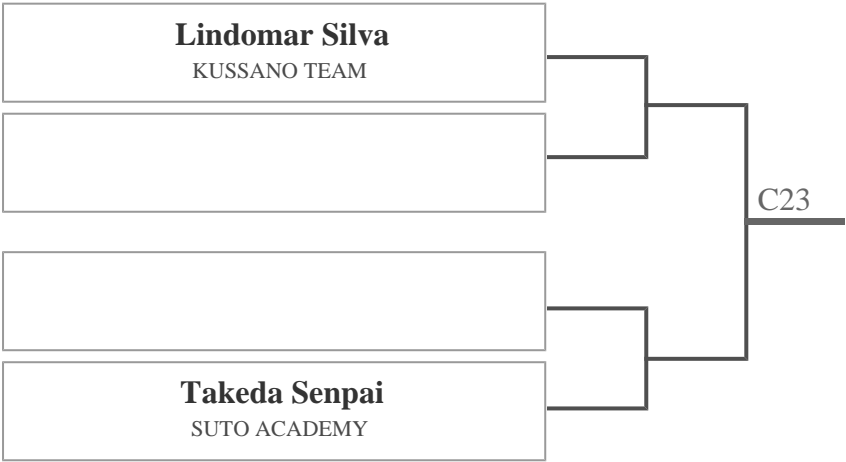 Lindomar Silva
KUSSANO TEAM
C23
Takeda Senpai
SUTO ACADEMY